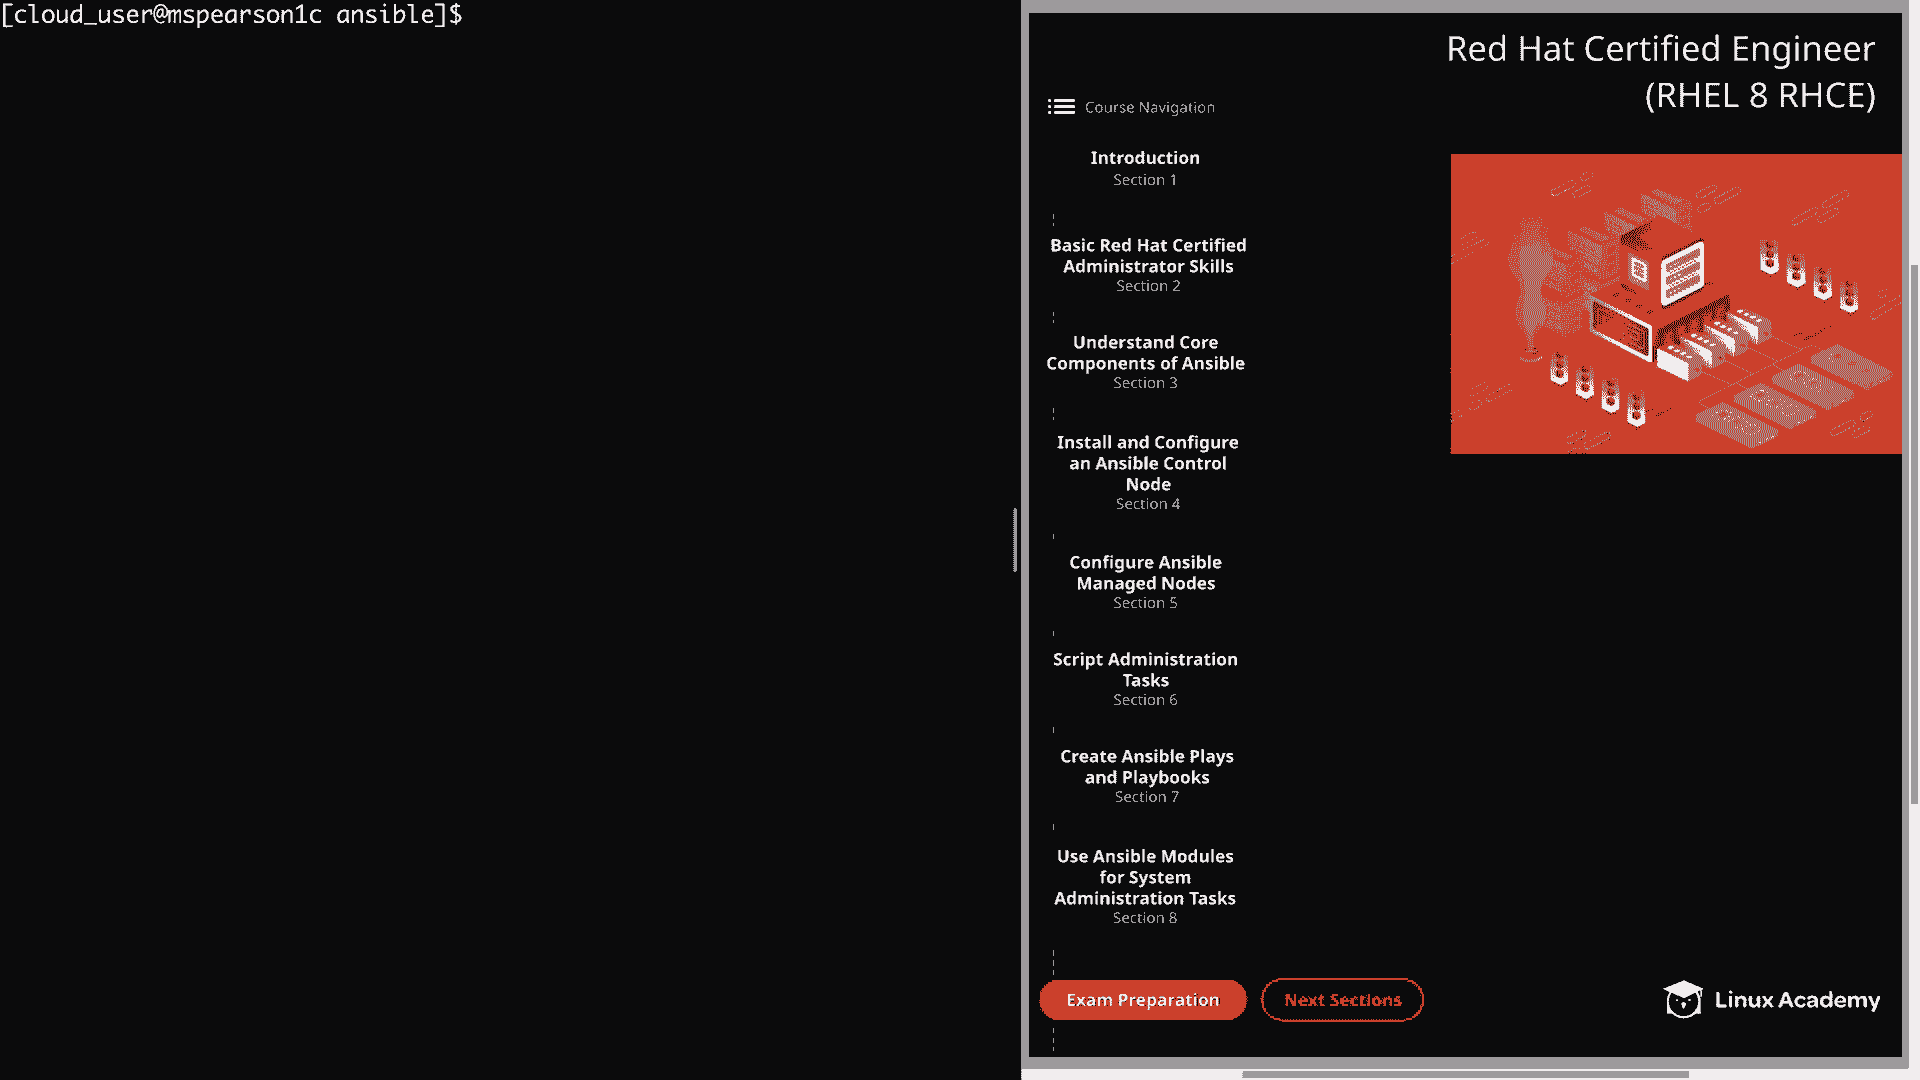 [cloud_user@mspearson1c ansible]$
Red Hat Certified Engineer
(RHEL 8 RHCE)
Course Navigation
Introduction
Section 1
Basic Red Hat Certified
Administrator Skills
Section 2
Understand Core
Components of Ansible
Section 3
Install and Configure
an Ansible Control
Node
Section 4
Configure Ansible
Managed Nodes
Section 5
Script Administration
Tasks
Section 6
Create Ansible Plays
and Playbooks
Section 7
Use Ansible Modules
for System
Administration Tasks
Section 8
Exam Preparation
Next Sections
Linux Academy